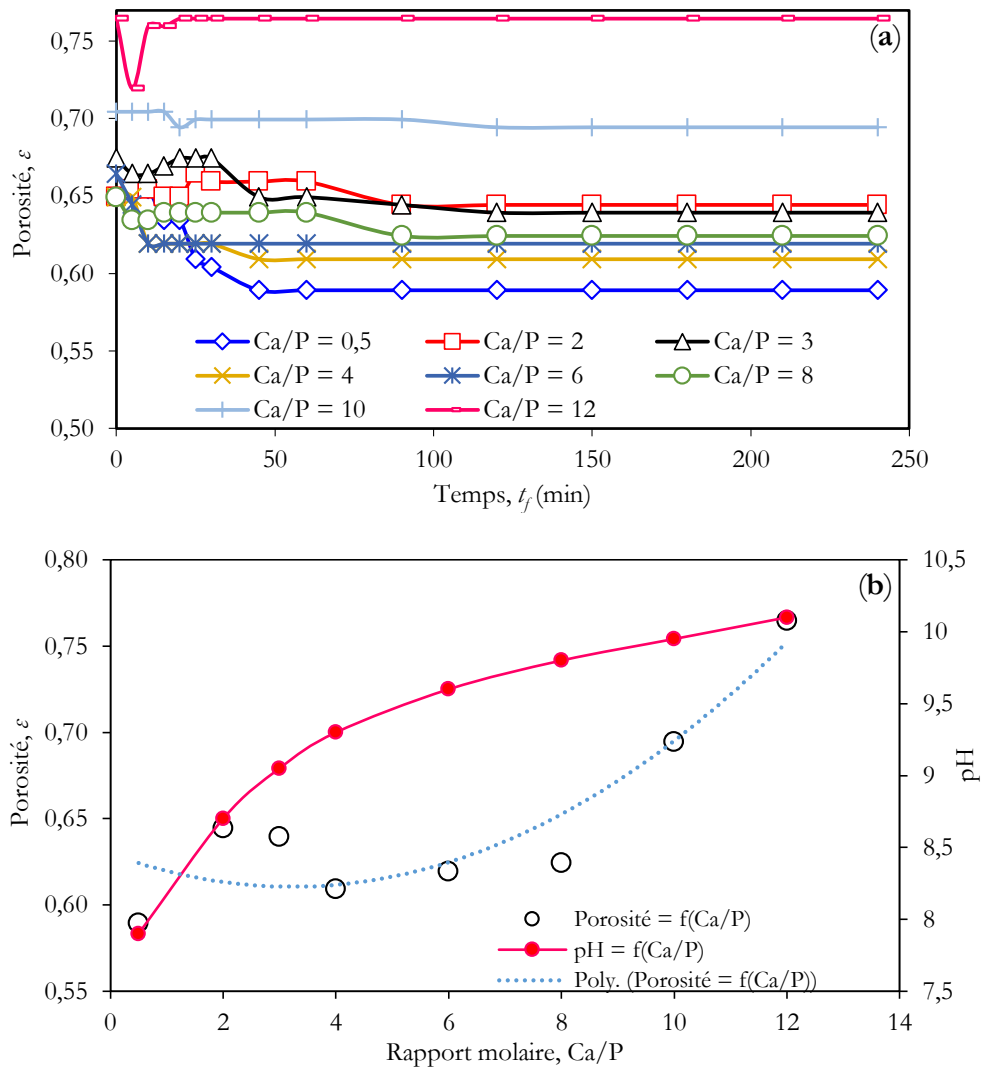 (a)
0,75
0,70
0,65
0,60
0,55
0,50
Porosité, ε
Ca/P = 0,5 Ca/P = 2 Ca/P = 3
Ca/P = 4 Ca/P = 6 Ca/P = 8
Ca/P = 10 Ca/P = 12
0 50 100 150 200 250
Temps, t_f (min)
(b)
0,80
0,75
0,70
0,65
0,60
0,55
Porosité, ε
10,5
10
9,5
9
8,5
8
7,5
pH
Porosité = f(Ca/P)
pH = f(Ca/P)
Poly. (Porosité = f(Ca/P))
0 2 4 6 8 10 12 14
Rapport molaire, Ca/P